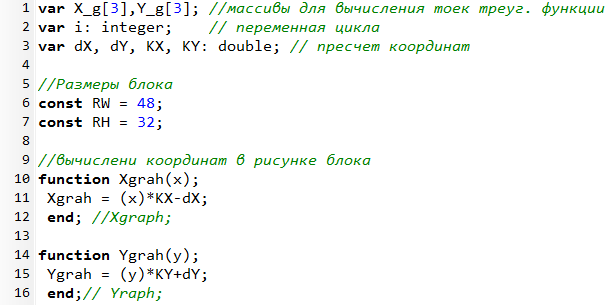 1 var X_g[3],Y_g[3]; //массивы для вычисления тоек треуг. функции
2 var i: integer; // переменная цикла
3 var dX, dY, KX, KY: double; // пресчет координат
4
5 //Размеры блока
6 const RW = 48;
7 const RH = 32;
8
9 //вычислени координат в рисунке блока
10 function Xgrah(x);
11 Xgrah = (x)*KX-dX;
12 end; //Xgraph;
13
14 function Ygrah(y);
15 Ygrah = (y)*KY+dY;
16 end;// Yraph;